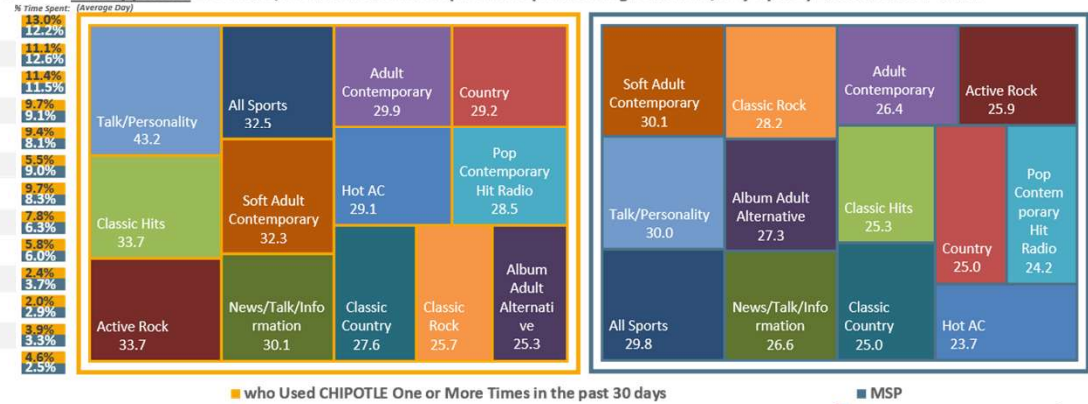 % Time Spent: (Average Day)
13.0%
12.2%
11.1%
12.6%
11.4%
11.5%
9.7%
9.1%
9.4%
8.1%
5.5%
9.0%
9.7%
8.3%
7.8%
6.3%
5.8%
6.0%
2.4%
3.7%
2.0%
2.9%
3.9%
3.3%
4.6%
2.5%
Talk/Personality
43.2
Classic Hits
33.7
Active Rock
33.7
All Sports
32.5
Soft Adult
Contemporary
32.3
News/Talk/Info
rmation
30.1
Adult
Contemporary
29.9
Country
29.2
Hot AC
29.1
Pop
Contemporary
Hit Radio
28.5
Classic
Country
27.6
Classic
Rock
25.7
Album
Adult
Alternati
ve
25.3
Soft Adult
Contemporary
30.1
Talk/Personality
30.0
All Sports
29.8
Classic Rock
28.2
Album Adult
Alternative
27.3
News/Talk/Info
rmation
26.6
Adult
Contemporary
26.4
Active Rock
25.9
Classic Hits
25.3
Country
25.0
Pop
Contem
porary
Hit
Radio
24.2
Classic
Country
25.0
Hot AC
23.7
who Used CHIPOTLE One or More Times in the past 30 days
MSP